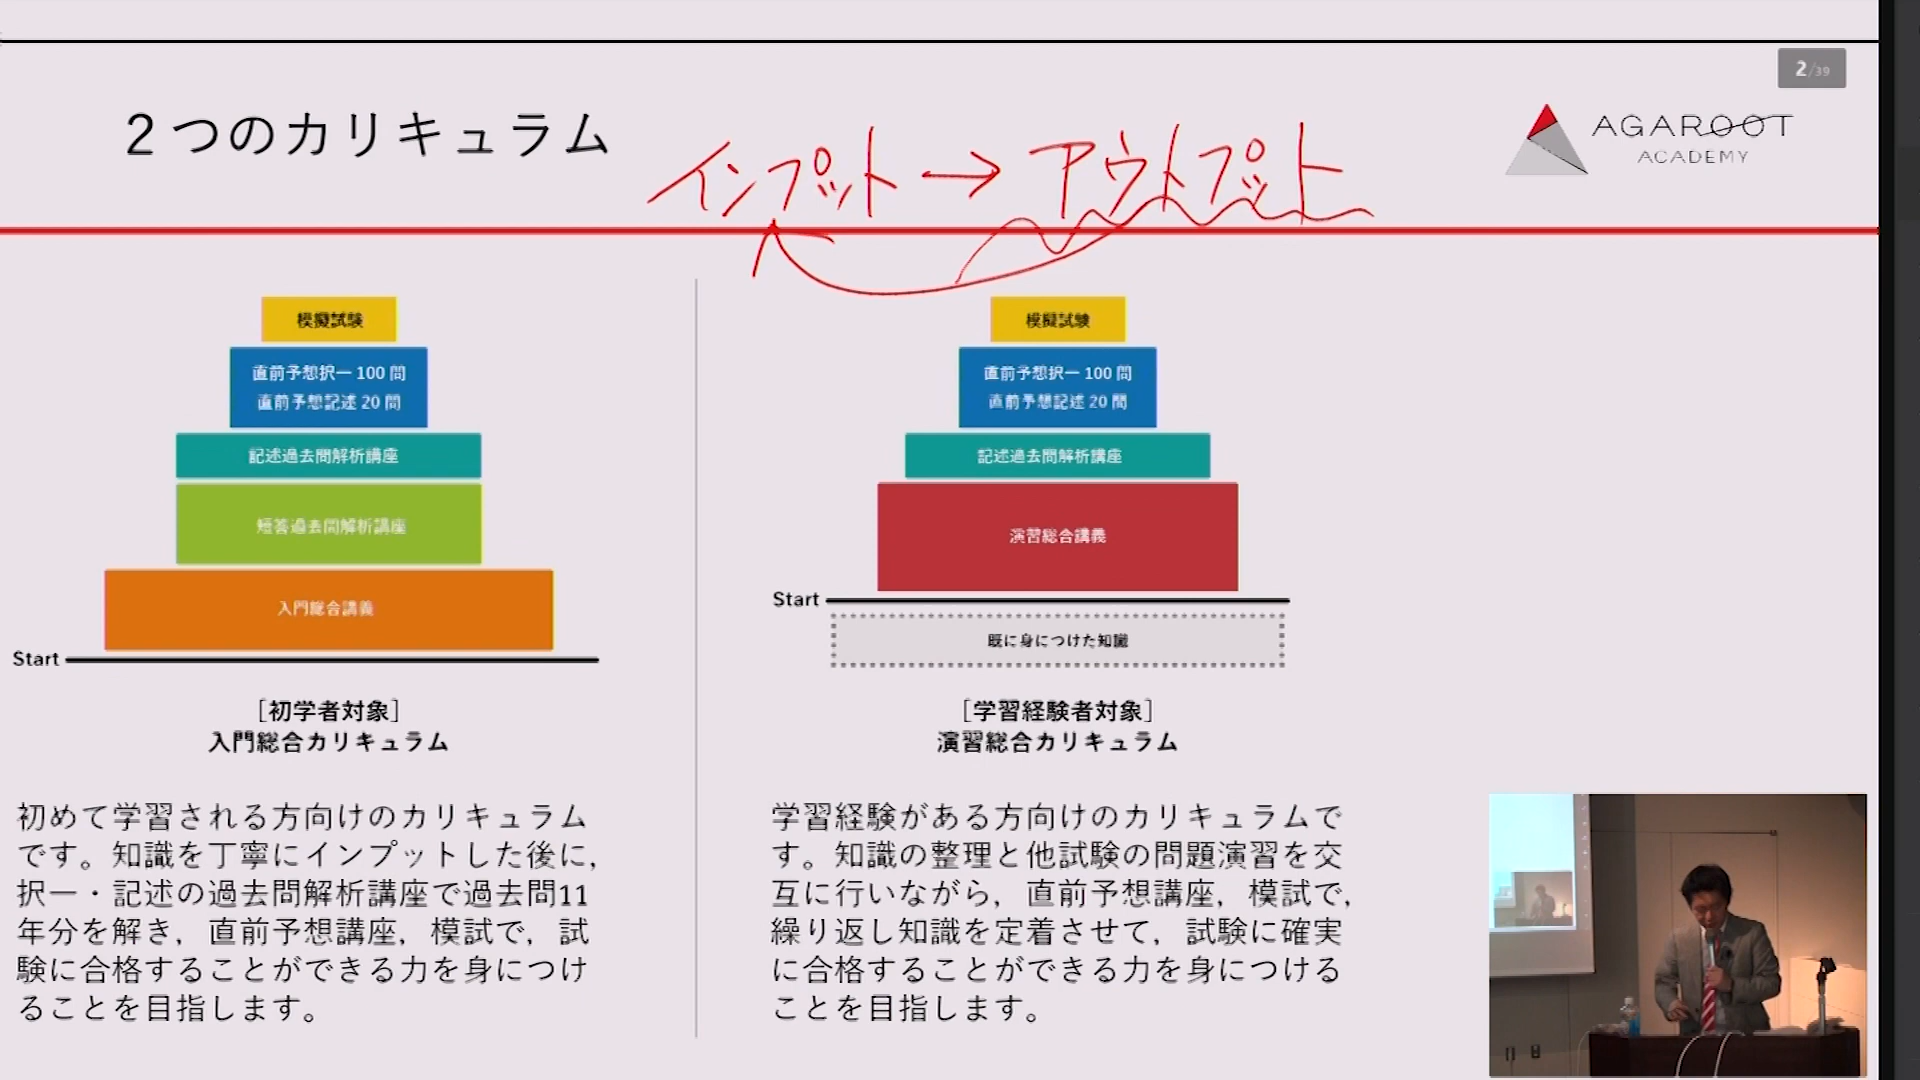 2/39
２つのカリキュラム
インプット→アウトプット
AGAROOT
ACADEMY
模擬試験
直前予想択一 100 問
直前予想記述 20 問
記述過去問解析講座
短答過去問解析講座
入門総合講義
Start
［初学者対象］
入門総合カリキュラム
初めて学習される方向けのカリキュラム
です。知識を丁寧にインプットした後に，
択一・記述の過去問解析講座で過去問11
年分を解き，直前予想講座，模試で，試
験に合格することができる力を身につけ
ることを目指します。
模擬試験
直前予想択一 100 問
直前予想記述 20 問
記述過去問解析講座
演習総合講義
Start
既に身につけた知識
［学習経験者対象］
演習総合カリキュラム
学習経験がある方向けのカリキュラムで
す。知識の整理と他試験の問題演習を交
互に行いながら，直前予想講座，模試で，
繰り返し知識を定着させて，試験に確実
に合格することができる力を身につける
ことを目指します。